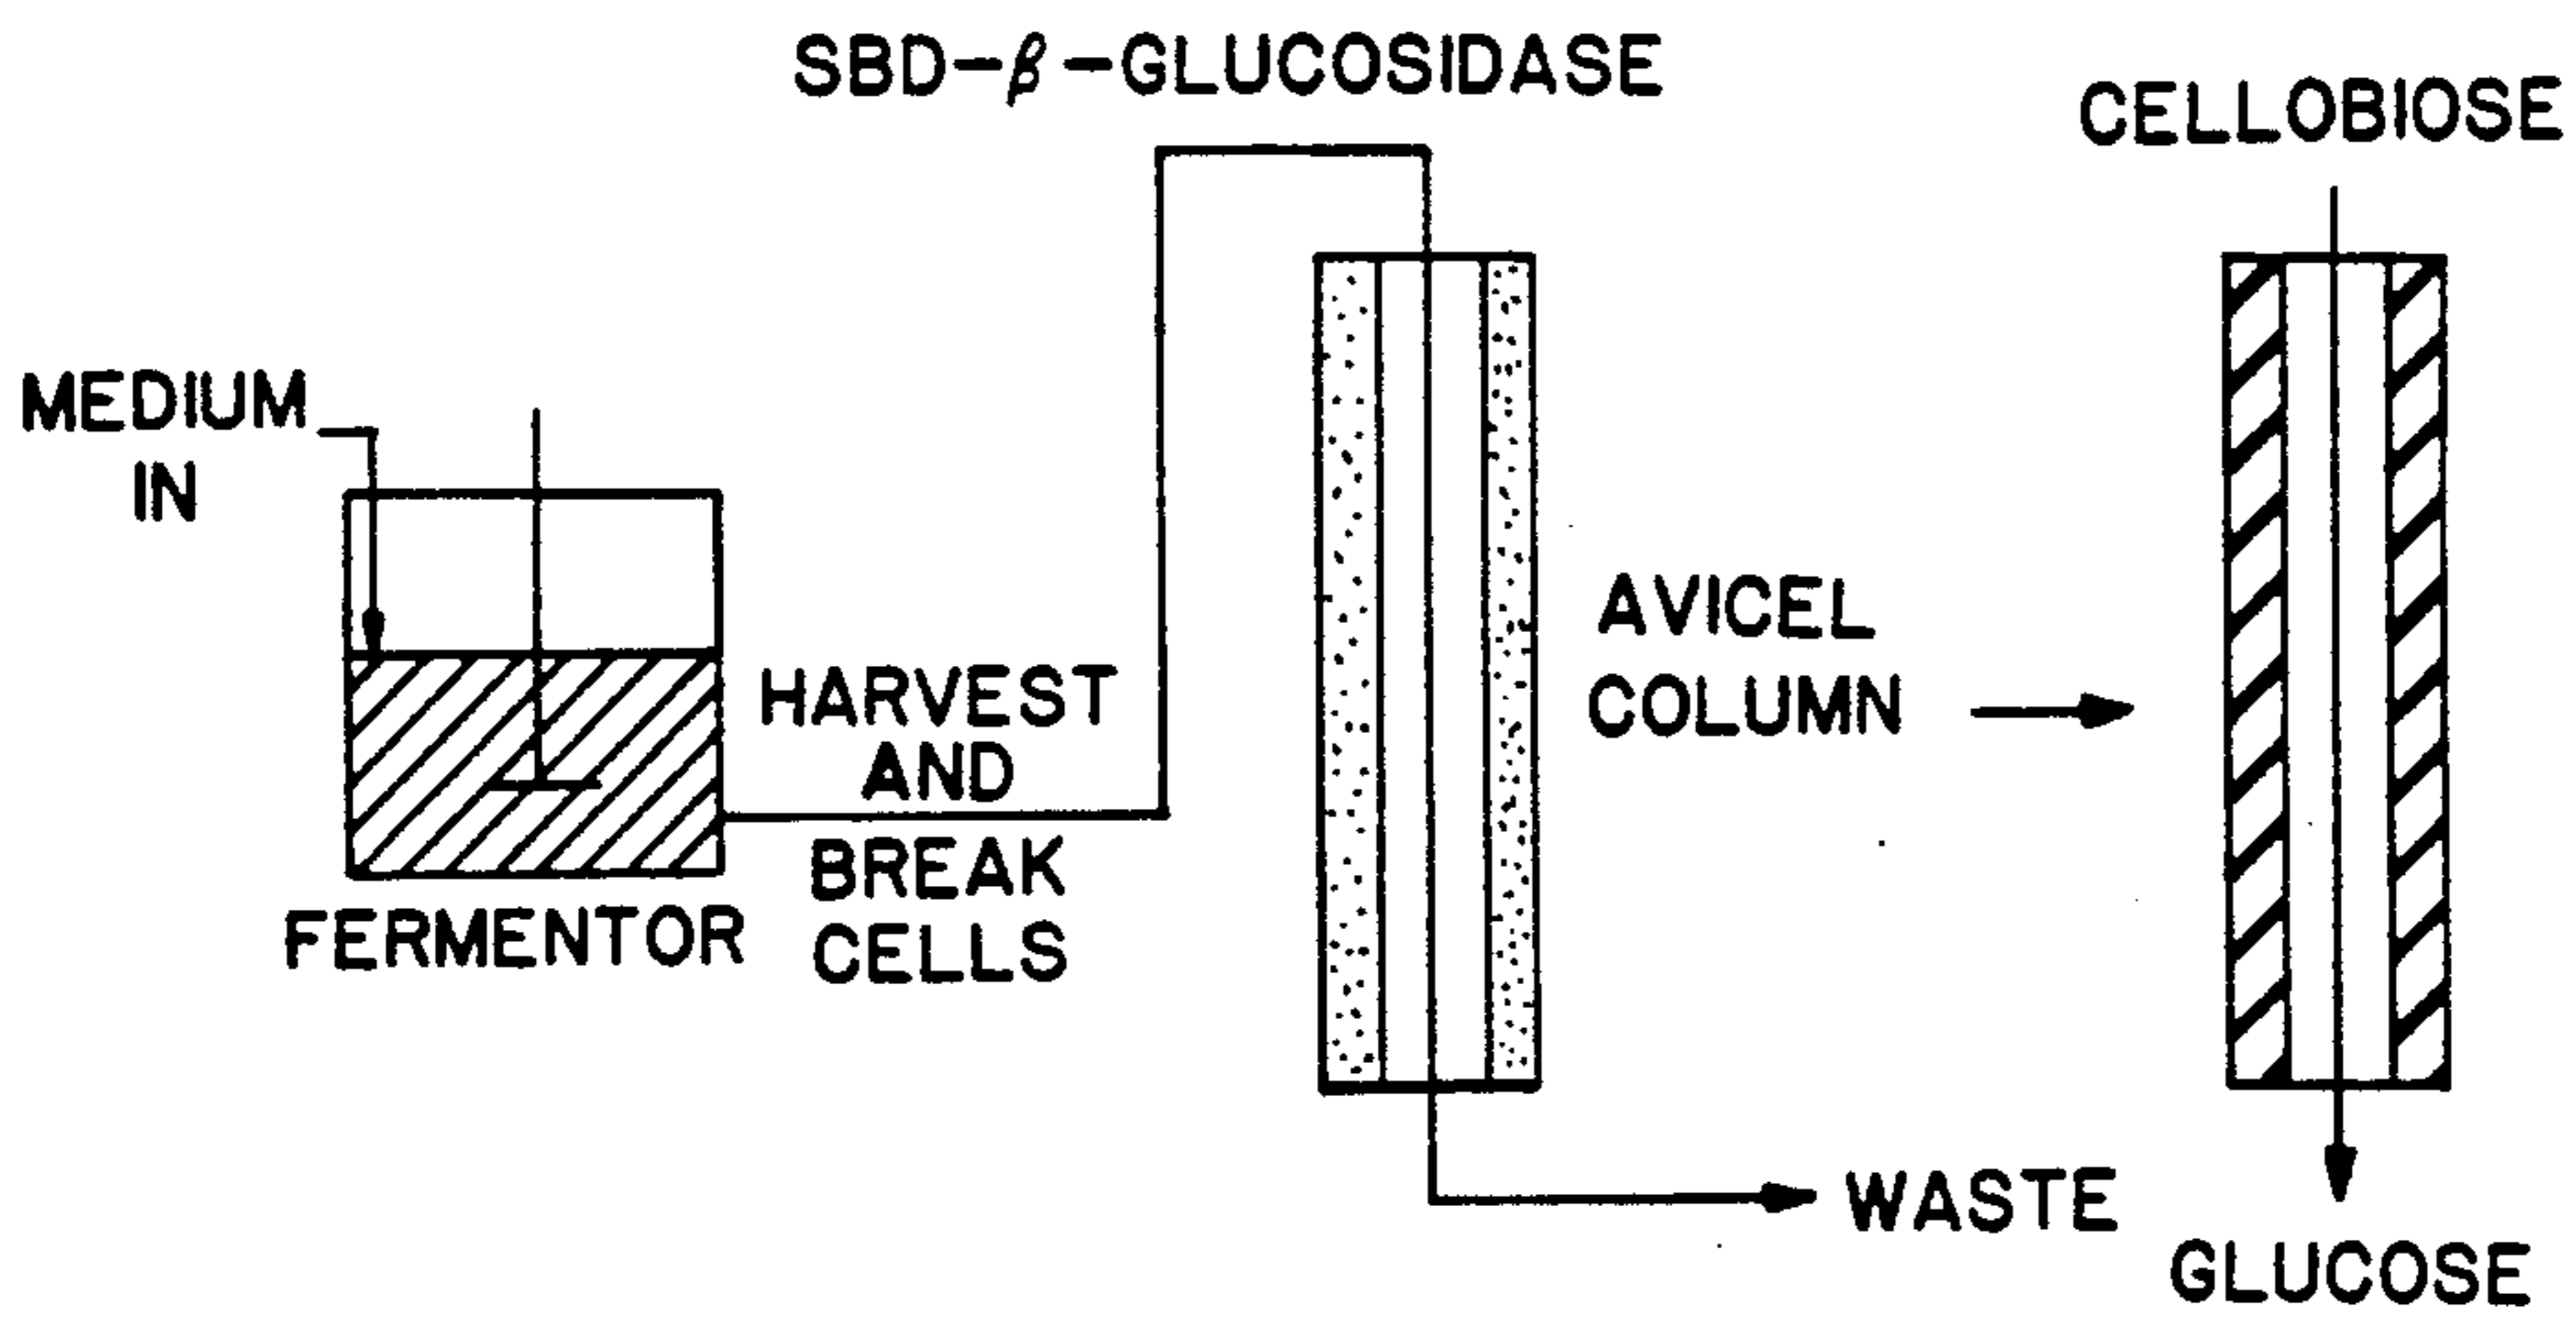 SBD-β-GLUCOSIDASE
CELLOBIOSE
MEDIUM
IN
FERMENTOR
HARVEST
AND
BREAK
CELLS
AVICEL
COLUMN
WASTE
GLUCOSE